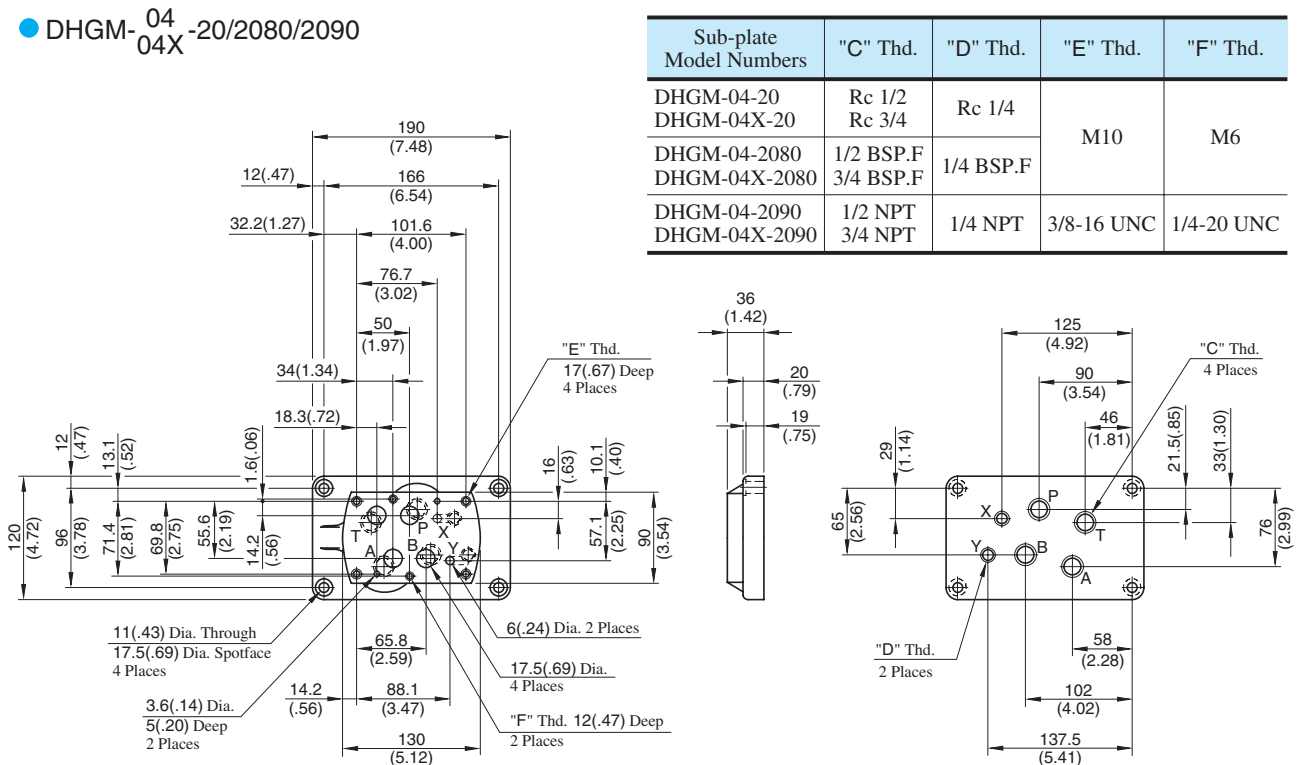 DHGM-04/04X-20/2080/2090
Sub-plate Model Numbers "C" Thd. "D" Thd. "E" Thd. "F" Thd.
DHGM-04-20 Rc 1/2 Rc 1/4 M10 M6
DHGM-04X-20 Rc 3/4
DHGM-04-2080 1/2 BSP.F 1/4 BSP.F
DHGM-04X-2080 3/4 BSP.F
DHGM-04-2090 1/2 NPT 1/4 NPT 3/8-16 UNC 1/4-20 UNC
DHGM-04X-2090 3/4 NPT
190
(7.48)
12(.47)
166
(6.54)
32.2(1.27)
101.6
(4.00)
76.7
(3.02)
50
(1.97)
34(1.34)
18.3(.72)
"E" Thd.
17(.67) Deep
4 Places
12
(.47)
13.1
(.52)
1.6(.06)
16
(.63)
10.1
(.40)
120
(4.72)
96
(3.78)
71.4
(2.81)
69.8
(2.75)
55.6
(2.19)
14.2
(.56)
57.1
(2.25)
90
(3.54)
T
P
X
A
B
Y
11(.43) Dia. Through
17.5(.69) Dia. Spotface
4 Places
3.6(.14) Dia.
5(.20) Deep
2 Places
14.2
(.56)
65.8
(2.59)
88.1
(3.47)
130
(5.12)
6(.24) Dia. 2 Places
17.5(.69) Dia.
4 Places
"F" Thd. 12(.47) Deep
2 Places
36
(1.42)
20
(.79)
19
(.75)
125
(4.92)
90
(3.54)
46
(1.81)
"C" Thd.
4 Places
29
(1.14)
21.5(.85)
33(1.30)
65
(2.56)
76
(2.99)
P
X
T
Y
B
A
"D" Thd.
2 Places
58
(2.28)
102
(4.02)
137.5
(5.41)